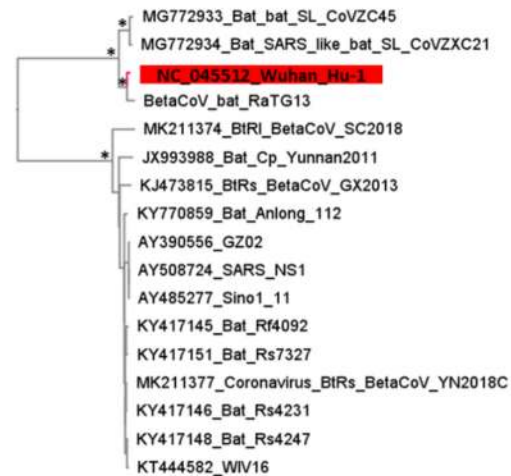 MG772933_Bat_bat_SL_CoVZC45
MG772934_Bat_SARS_like_bat_SL_CoVZXC21
NC_045512_Wuhan_Hu-1
BetaCoV_bat_RaTG13
MK211374_BtRl_BetaCoV_SC2018
JX993988_Bat_Cp_Yunnan2011
KJ473815_BtRs_BetaCoV_GX2013
KY770859_Bat_Anlong_112
AY390556_GZ02
AY508724_SARS_NS1
AY485277_Sino1_11
KY417145_Bat_Rf4092
KY417151_Bat_Rs7327
MK211377_Coronavirus_BtRs_BetaCoV_YN2018C
KY417146_Bat_Rs4231
KY417148_Bat_Rs4247
KT444582_WIV16